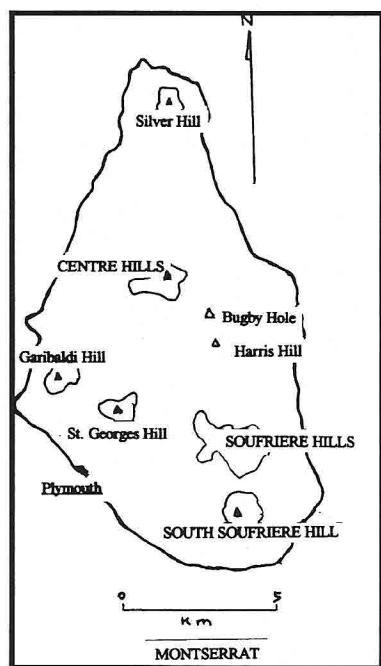 N
Silver Hill
CENTRE HILLS
Bugby Hole
Harris Hill
Garibaldi Hill
St. Georges Hill
SOUFRIERE HILLS
Plymouth
SOUTH SOUFRIERE HILL
0 5
Km
MONTSERRAT